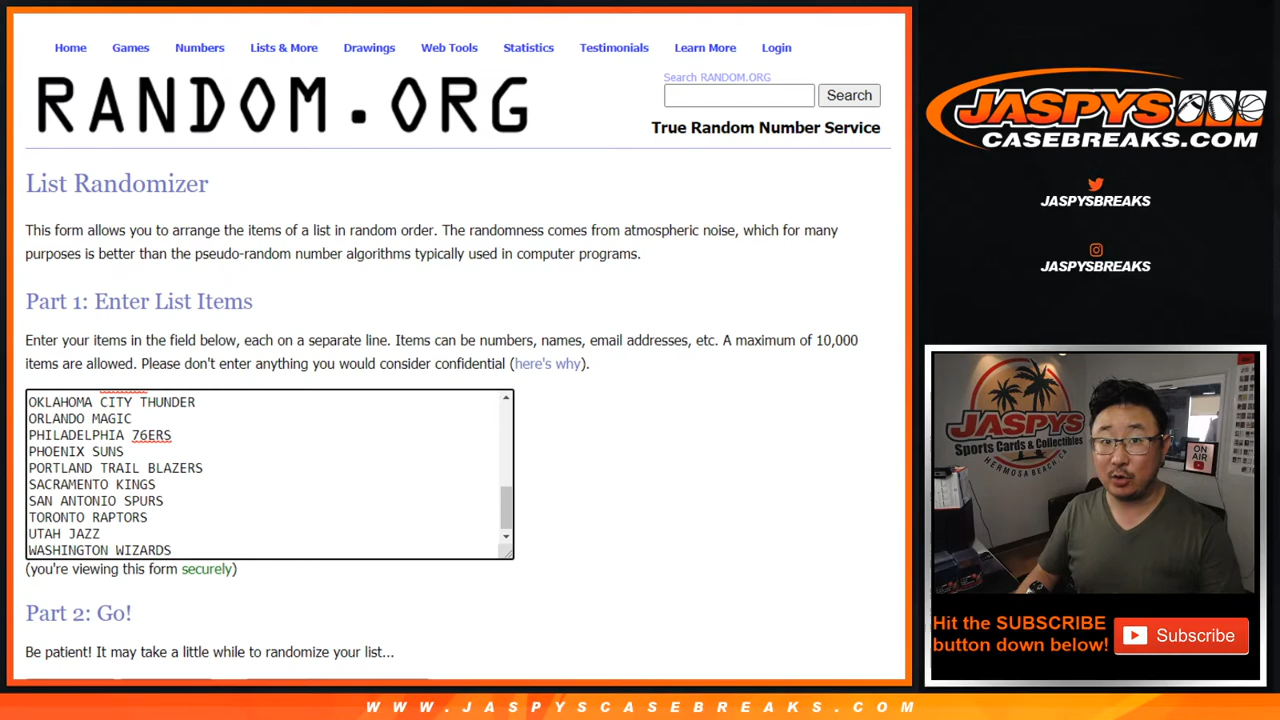 Home Games Numbers Lists & More Drawings Web Tools Statistics Testimonials Learn More Login
RANDOM.ORG
Search RANDOM.ORG
Search
True Random Number Service
List Randomizer
This form allows you to arrange the items of a list in random order. The randomness comes from atmospheric noise, which for many
purposes is better than the pseudo-random number algorithms typically used in computer programs.
Part 1: Enter List Items
Enter your items in the field below, each on a separate line. Items can be numbers, names, email addresses, etc. A maximum of 10,000
items are allowed. Please don't enter anything you would consider confidential (here's why).
OKLAHOMA CITY THUNDER
ORLANDO MAGIC
PHILADELPHIA 76ERS
PHOENIX SUNS
PORTLAND TRAIL BLAZERS
SACRAMENTO KINGS
SAN ANTONIO SPURS
TORONTO RAPTORS
UTAH JAZZ
WASHINGTON WIZARDS
(you're viewing this form securely)
Part 2: Go!
Be patient! It may take a little while to randomize your list...
JASPYS
CASEBREAKS.COM
JASPYSBREAKS
JASPYSBREAKS
JASPYS
Sports Cards & Collectibles
HERMOSA BEACH, CA
ON AIR
Hit the SUBSCRIBE
button down below!
Subscribe
WWW.JASPYSCASEBREAKS.COM